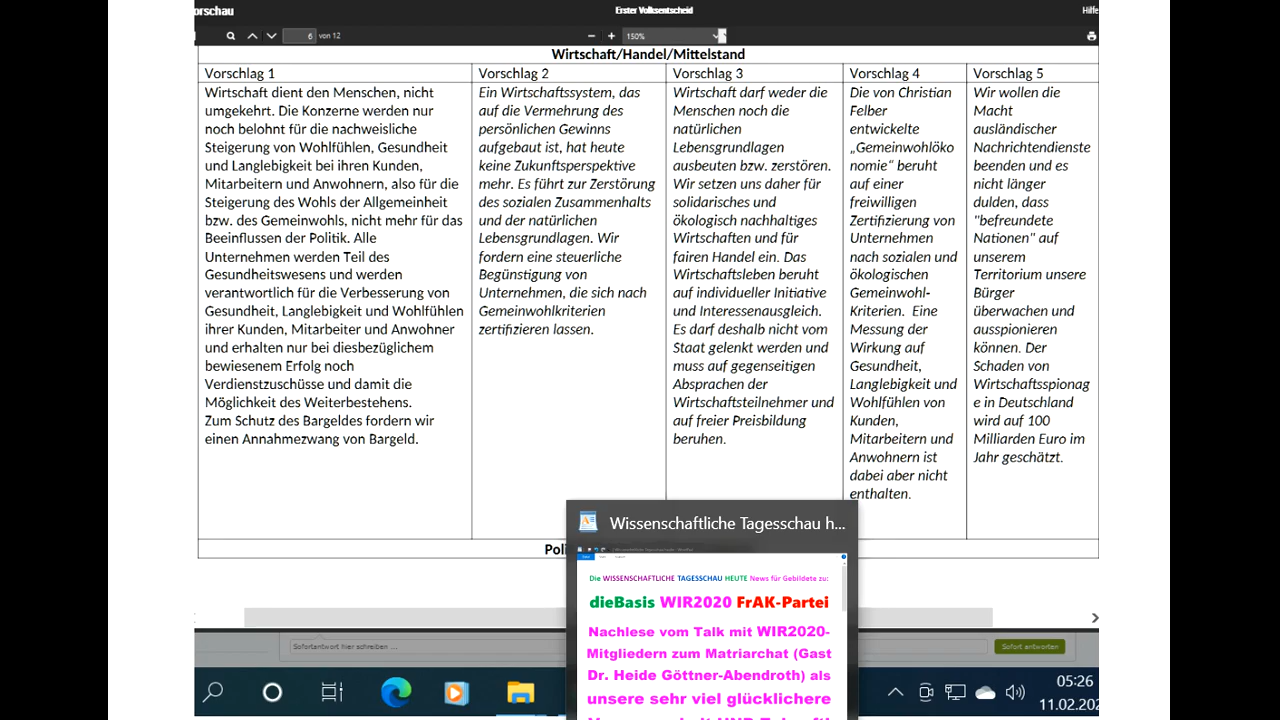 orschau
Erster Volksentscheid
Hilfe
6 von 12
150%
Wirtschaft/Handel/Mittelstand
Vorschlag 1
Wirtschaft dient den Menschen, nicht
umgekehrt. Die Konzerne werden nur
noch belohnt für die nachweisliche
Steigerung von Wohlfühlen, Gesundheit
und Langlebigkeit bei ihren Kunden,
Mitarbeitern und Anwohnern, also für die
Steigerung des Wohls der Allgemeinheit
bzw. des Gemeinwohls, nicht mehr für das
Beeinflussen der Politik. Alle
Unternehmen werden Teil des
Gesundheitswesens und werden
verantwortlich für die Verbesserung von
Gesundheit, Langlebigkeit und Wohlfühlen
ihrer Kunden, Mitarbeiter und Anwohner
und erhalten nur bei diesbezüglichem
bewiesenem Erfolg noch
Verdienstzuschüsse und damit die
Möglichkeit des Weiterbestehens.
Zum Schutz des Bargeldes fordern wir
einen Annahmezwang von Bargeld.
Vorschlag 2
Ein Wirtschaftssystem, das
auf die Vermehrung des
persönlichen Gewinns
aufgebaut ist, hat heute
keine Zukunftsperspektive
mehr. Es führt zur Zerstörung
des sozialen Zusammenhalts
und der natürlichen
Lebensgrundlagen. Wir
fordern eine steuerliche
Begünstigung von
Unternehmen, die sich nach
Gemeinwohlkriterien
zertifizieren lassen.
Vorschlag 3
Wirtschaft darf weder die
Menschen noch die
natürlichen
Lebensgrundlagen
ausbeuten bzw. zerstören.
Wir setzen uns daher für
solidarisches und
ökologisch nachhaltiges
Wirtschaften und für
fairen Handel ein. Das
Wirtschaftsleben beruht
auf individueller Initiative
und Interessenausgleich.
Es darf deshalb nicht vom
Staat gelenkt werden und
muss auf gegenseitigen
Absprachen der
Wirtschaftsteilnehmer und
auf freier Preisbildung
beruhen.
Vorschlag 4
Die von Christian
Felber
entwickelte
„Gemeinwohlöko
nomie“ beruht
auf einer
freiwilligen
Zertifizierung von
Unternehmen
nach sozialen und
ökologischen
Gemeinwohl-
Kriterien. Eine
Messung der
Wirkung auf
Gesundheit,
Langlebigkeit und
Wohlfühlen von
Kunden,
Mitarbeitern und
Anwohnern ist
dabei aber nicht
enthalten.
Vorschlag 5
Wir wollen die
Macht
ausländischer
Nachrichtendienste
beenden und es
nicht länger
dulden, dass
"befreundete
Nationen" auf
unserem
Territorium unsere
Bürger
überwachen und
ausspionieren
können. Der
Schaden von
Wirtschaftsspionag
e in Deutschland
wird auf 100
Milliarden Euro im
Jahr geschätzt.
Poli
Wissenschaftliche Tagesschau h...
Die WISSENSCHAFTLICHE TAGESSCHAU HEUTE News für Gebildete zu:
dieBasis WIR2020 FrAK-Partei
Nachlese vom Talk mit WIR2020-
Mitgliedern zum Matriarchat (Gast
Dr. Heide Göttner-Abendroth) als
unsere sehr viel glücklichere
Sofortantwort hier schreiben ...
Sofort antworten
05:26
11.02.202